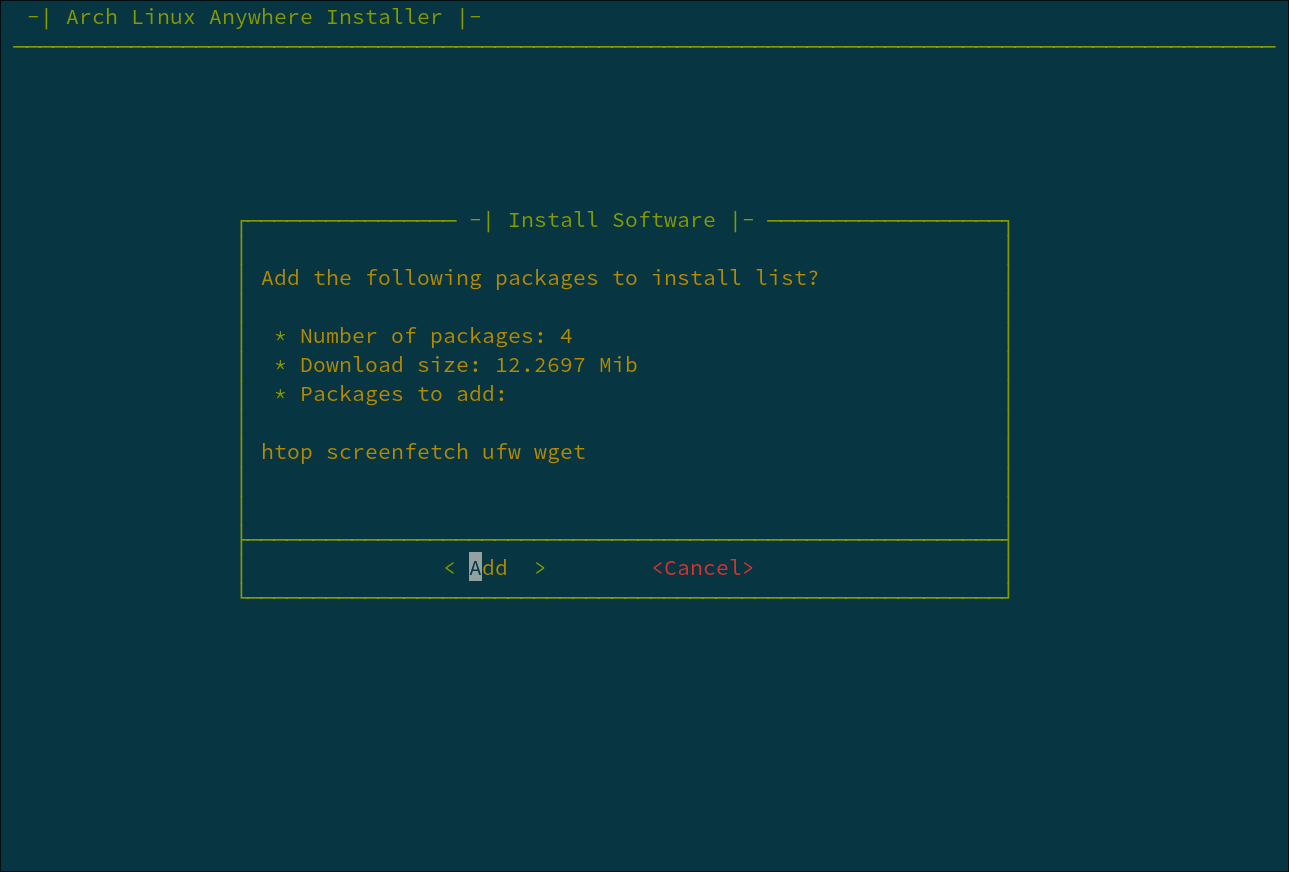 -| Arch Linux Anywhere Installer |-
-| Install Software |-
Add the following packages to install list?
* Number of packages: 4
* Download size: 12.2697 Mib
* Packages to add:
htop screenfetch ufw wget
< Add  > <Cancel>